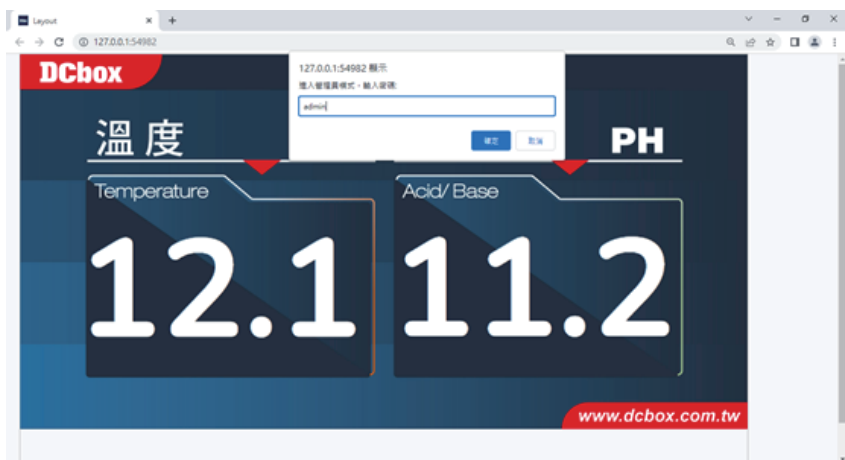 Layout
127.0.0.1:54982
127.0.0.1:54982 顯示
進入管理員模式，輸入密碼:
admin
確定 取消
DCbox
溫度
PH
Temperature
Acid/Base
12.1
11.2
www.dcbox.com.tw